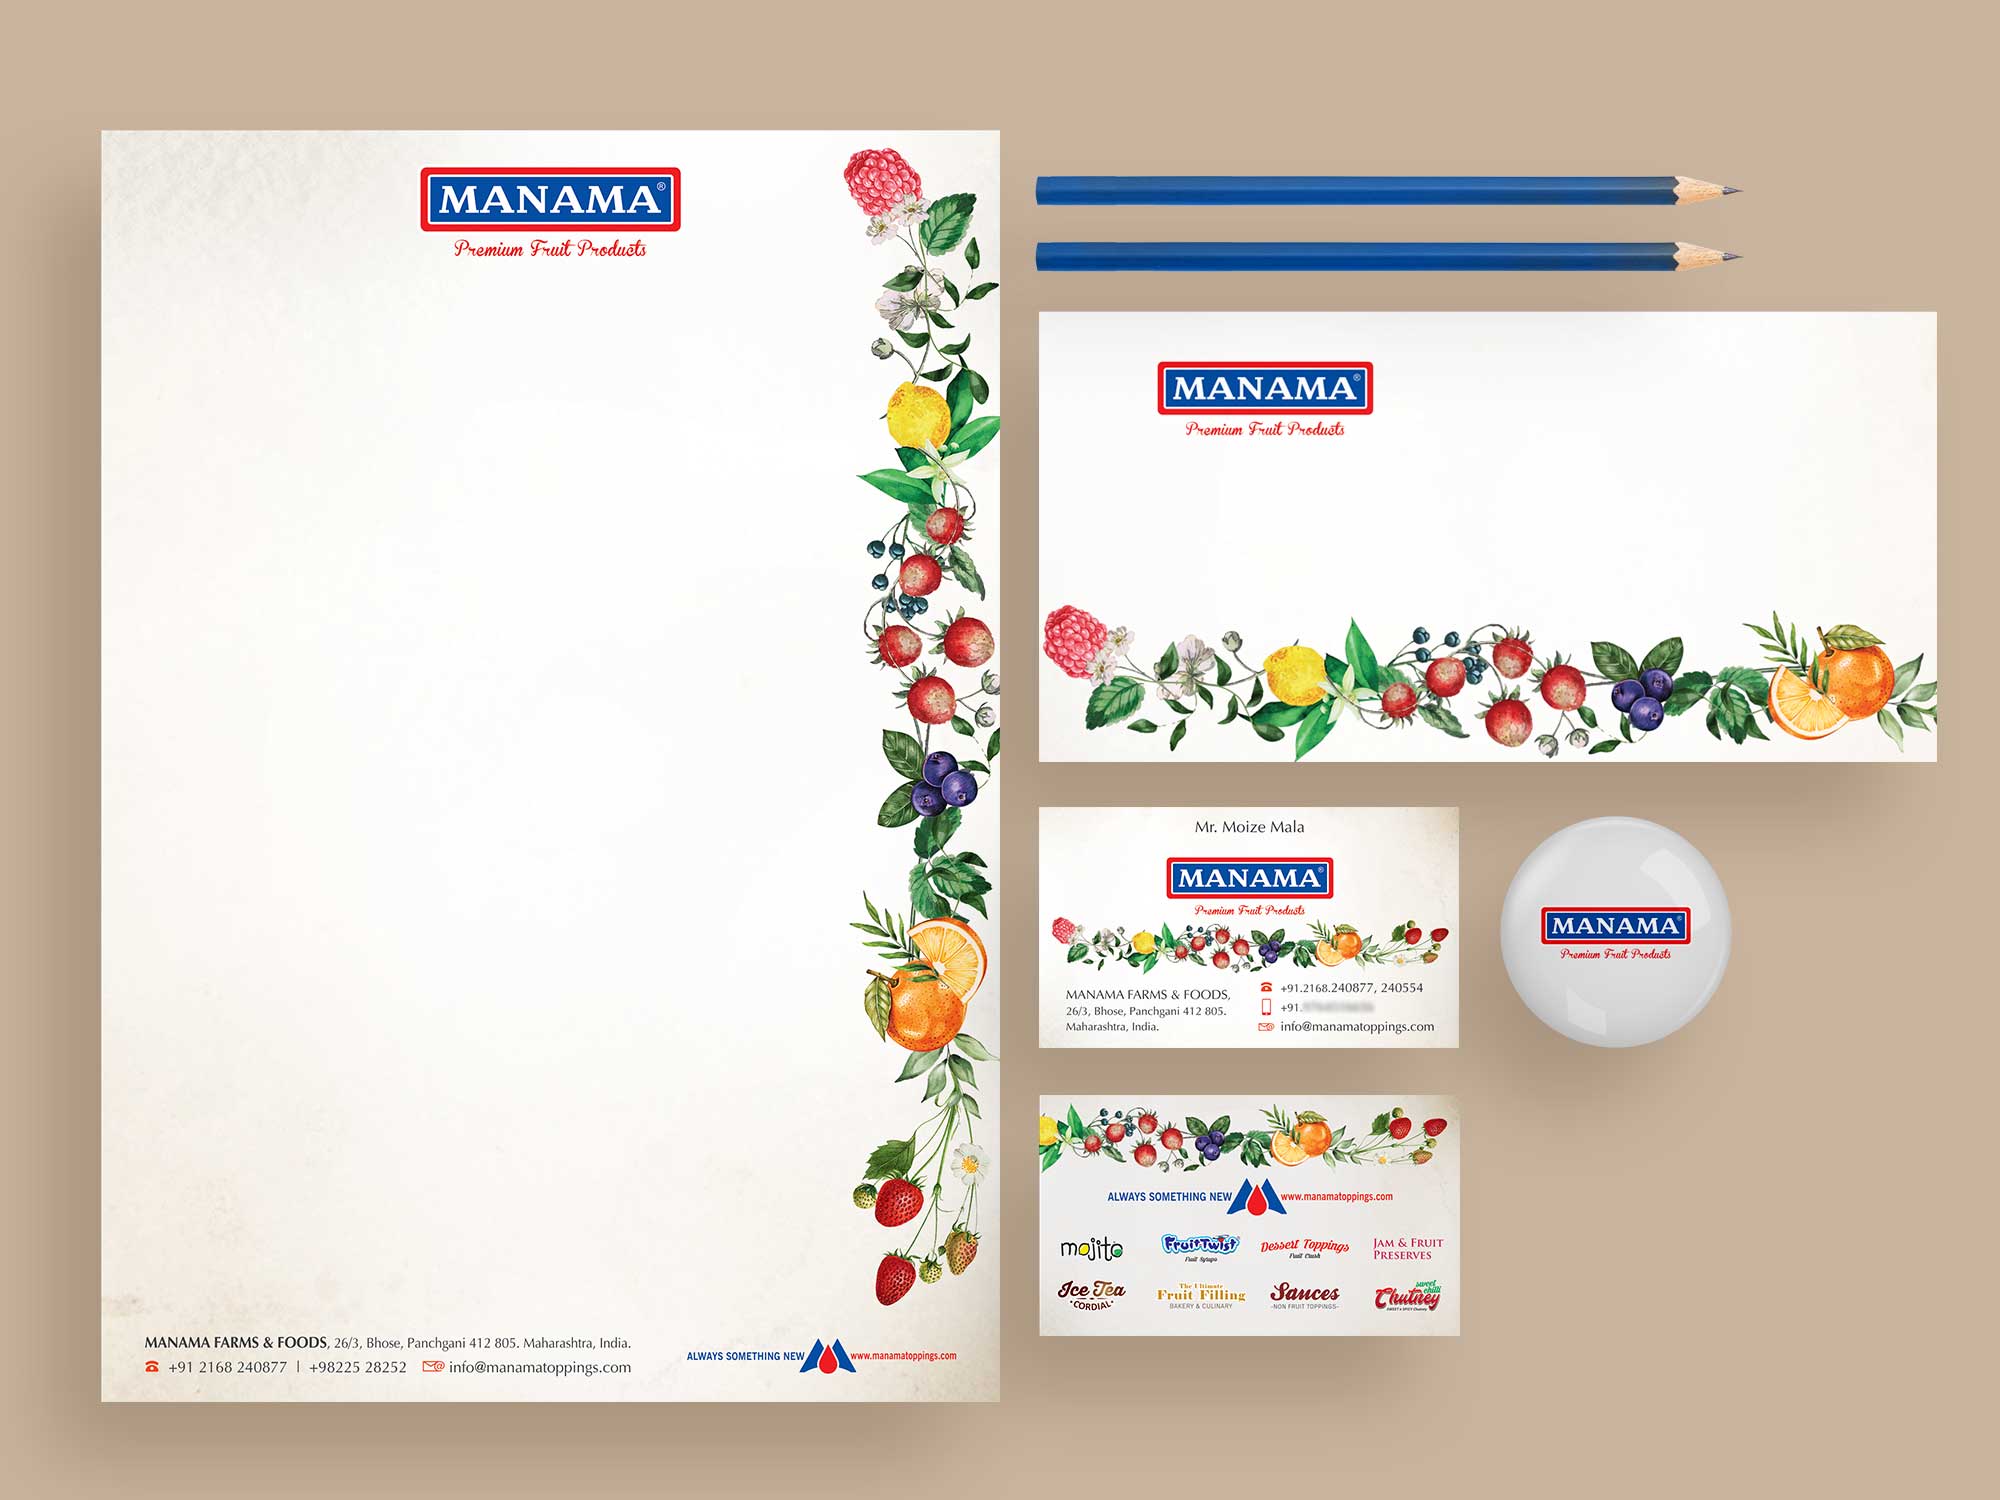 MANAMA®
Premium Fruit Products
MANAMA FARMS & FOODS, 26/3, Bhose, Panchgani 412 805. Maharashtra, India.
+91 2168 240877 | +98225 28252 info@manamatoppings.com
ALWAYS SOMETHING NEW www.manamatoppings.com
MANAMA®
Premium Fruit Products
Mr. Moize Mala
MANAMA®
Premium Fruit Products
MANAMA FARMS & FOODS,
26/3, Bhose, Panchgani 412 805.
Maharashtra, India.
+91.2168.240877, 240554
+91.
info@manamatoppings.com
MANAMA®
Premium Fruit Products
ALWAYS SOMETHING NEW www.manamatoppings.com
mojito
FruitTwist
Fruit Syrups
Dessert Toppings
Fruit Crush
JAM & FRUIT
PRESERVES
Ice Tea
CORDIAL
The Ultimate
Fruit Filling
BAKERY & CULINARY
Sauces
-NON FRUIT TOPPINGS-
sweet
chilli
Chutney
SWEET n SPICY Chutney